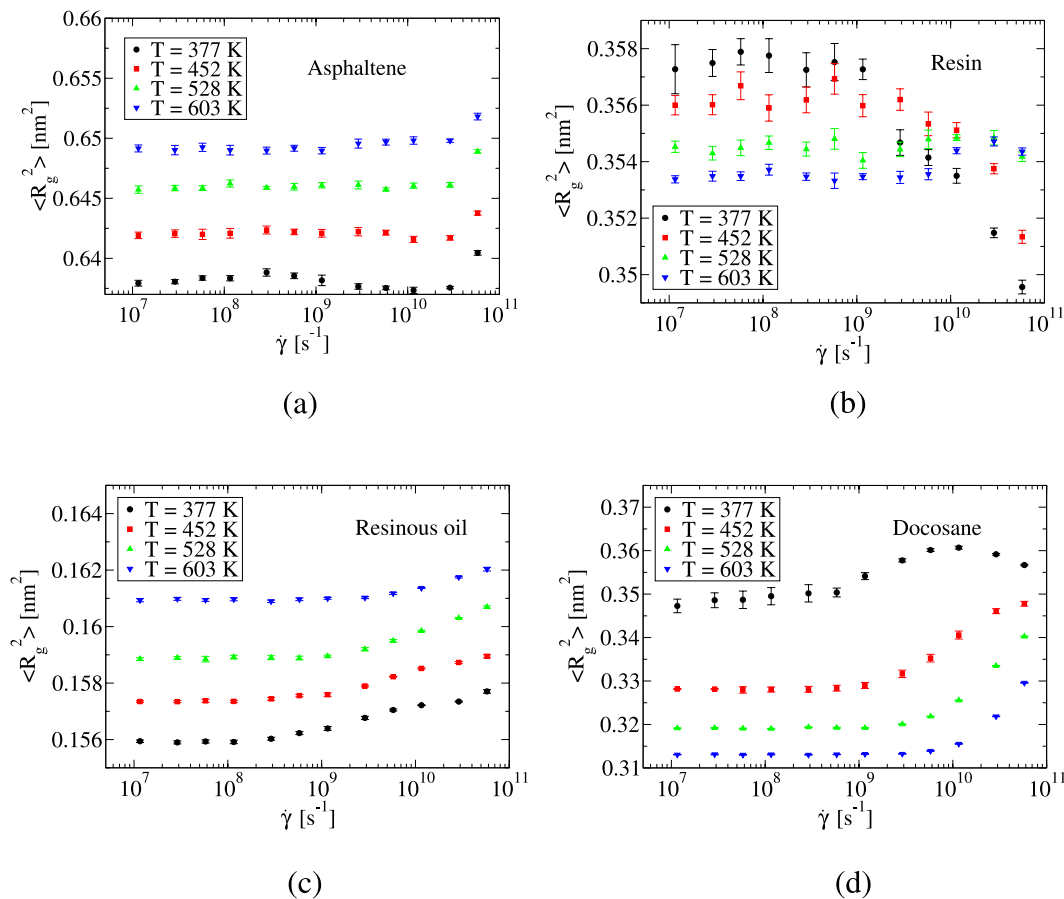 0.66
0.655
0.65
0.645
0.64
<R_g^2> [nm^2]
T = 377 K
T = 452 K
T = 528 K
T = 603 K
Asphaltene
10^7 10^8 10^9 10^10 10^11
γ̇ [s^-1]
(a)
0.358
0.356
0.354
0.352
0.35
<R_g^2> [nm^2]
Resin
T = 377 K
T = 452 K
T = 528 K
T = 603 K
10^7 10^8 10^9 10^10 10^11
γ̇ [s^-1]
(b)
0.164
0.162
0.16
0.158
0.156
<R_g^2> [nm^2]
T = 377 K
T = 452 K
T = 528 K
T = 603 K
Resinous oil
10^7 10^8 10^9 10^10 10^11
γ̇ [s^-1]
(c)
0.37
0.36
0.35
0.34
0.33
0.32
0.31
<R_g^2> [nm^2]
T = 377 K
T = 452 K
T = 528 K
T = 603 K
Docosane
10^7 10^8 10^9 10^10 10^11
γ̇ [s^-1]
(d)